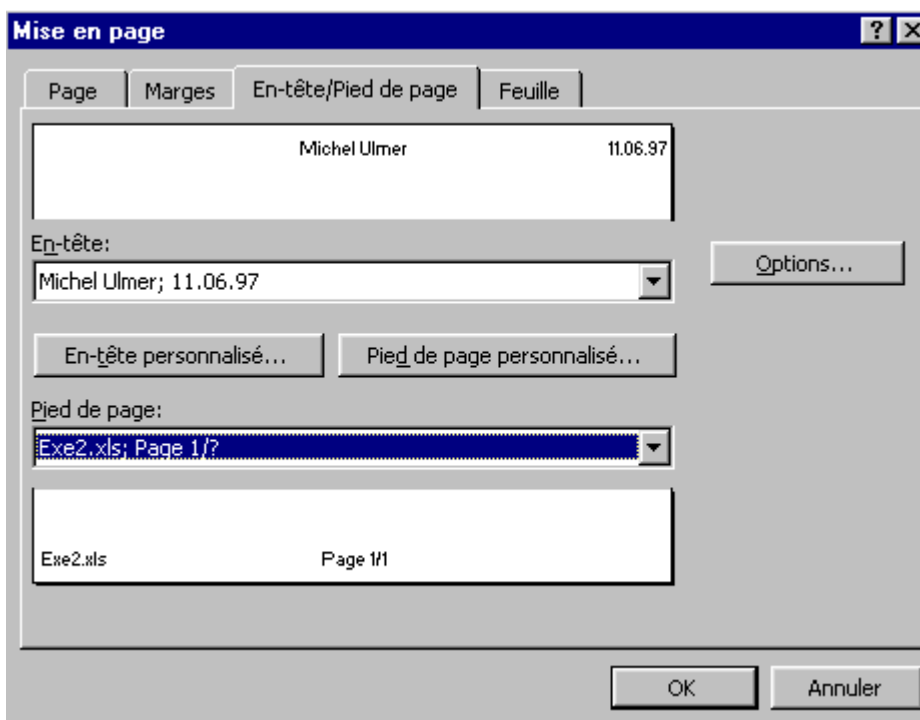 Mise en page
Page Marges En-tête/Pied de page Feuille
Michel Ulmer 11.06.97
En-tête:
Michel Ulmer; 11.06.97
Options...
En-tête personnalisé... Pied de page personnalisé...
Pied de page:
Exe2.xls; Page 1/?
Exe2.xls Page 1/1
OK Annuler